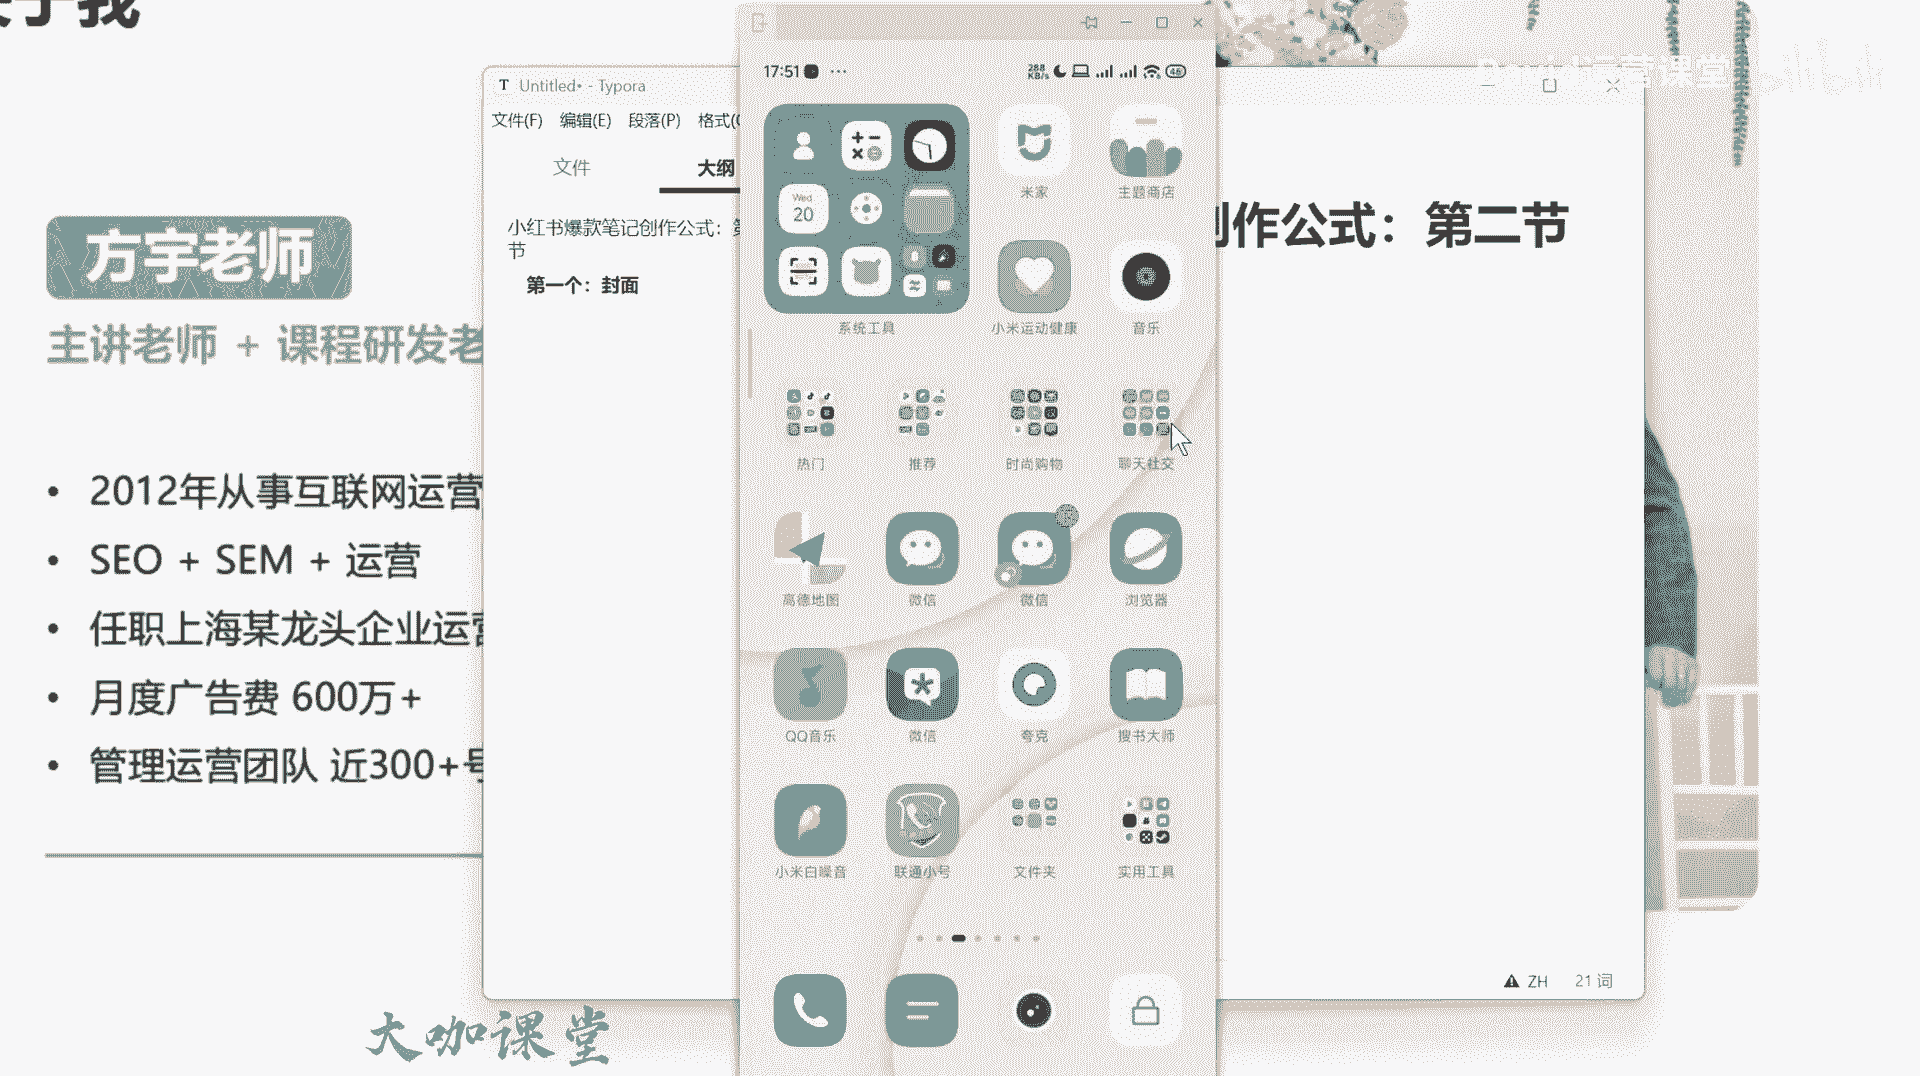 关于我
方宇老师
主讲老师 + 课程研发老
2012年从事互联网运营
SEO + SEM + 运营
任职上海某龙头企业运营
月度广告费 600万+
管理运营团队 近300+号
大咖课堂
Untitled• - Typora
文件(F) 编辑(E) 段落(P) 格式(
文件
大纲
小红书爆款笔记创作公式：第
节
第一个：封面
创作公式：第二节
ZH
21 词
17:51
288 KB/s
46
Wed
20
系统工具
米家
主题商店
小米运动健康
音乐
热门
推荐
时尚购物
聊天社交
高德地图
微信
微信
浏览器
QQ音乐
微信
夸克
搜书大师
小米白噪音
联通小号
文件夹
实用工具
运营课堂
bilibili